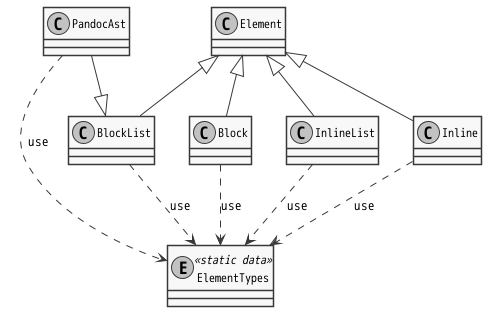 C PandocAst
C Element
C BlockList
C Block
C InlineList
C Inline
use
use
use
use
use
E «static data»
ElementTypes